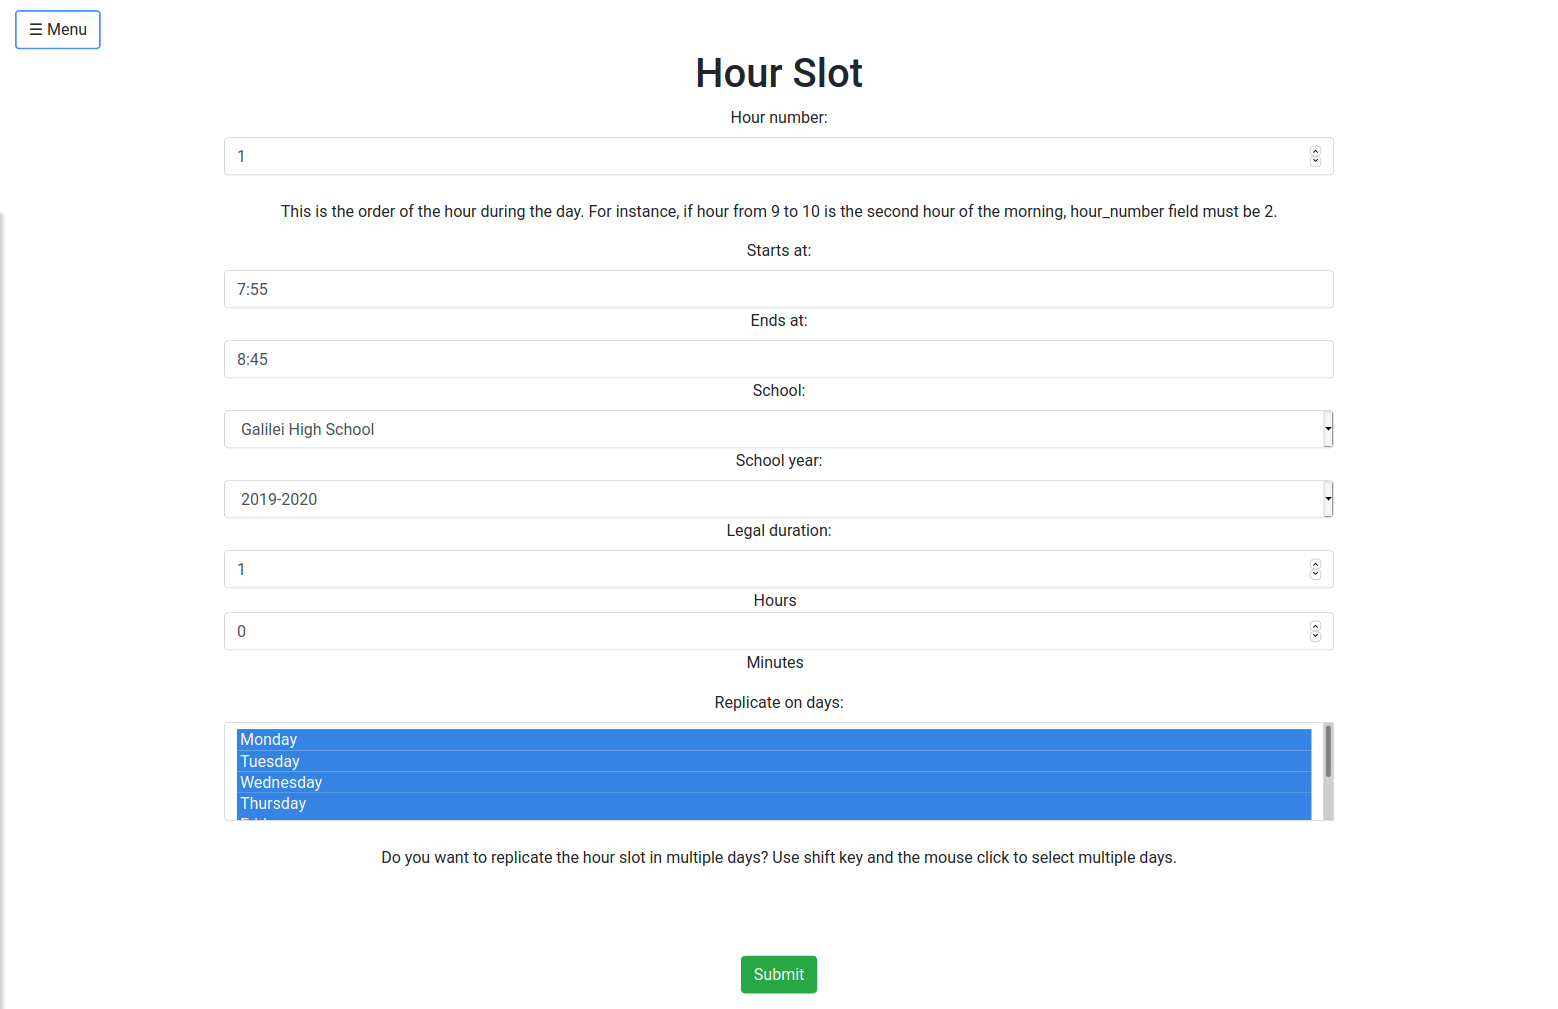 ☰ Menu
Hour Slot
Hour number:
1
This is the order of the hour during the day. For instance, if hour from 9 to 10 is the second hour of the morning, hour_number field must be 2.
Starts at:
7:55
Ends at:
8:45
School:
Galilei High School
School year:
2019-2020
Legal duration:
1
Hours
0
Minutes
Replicate on days:
Monday
Tuesday
Wednesday
Thursday
Do you want to replicate the hour slot in multiple days? Use shift key and the mouse click to select multiple days.
Submit